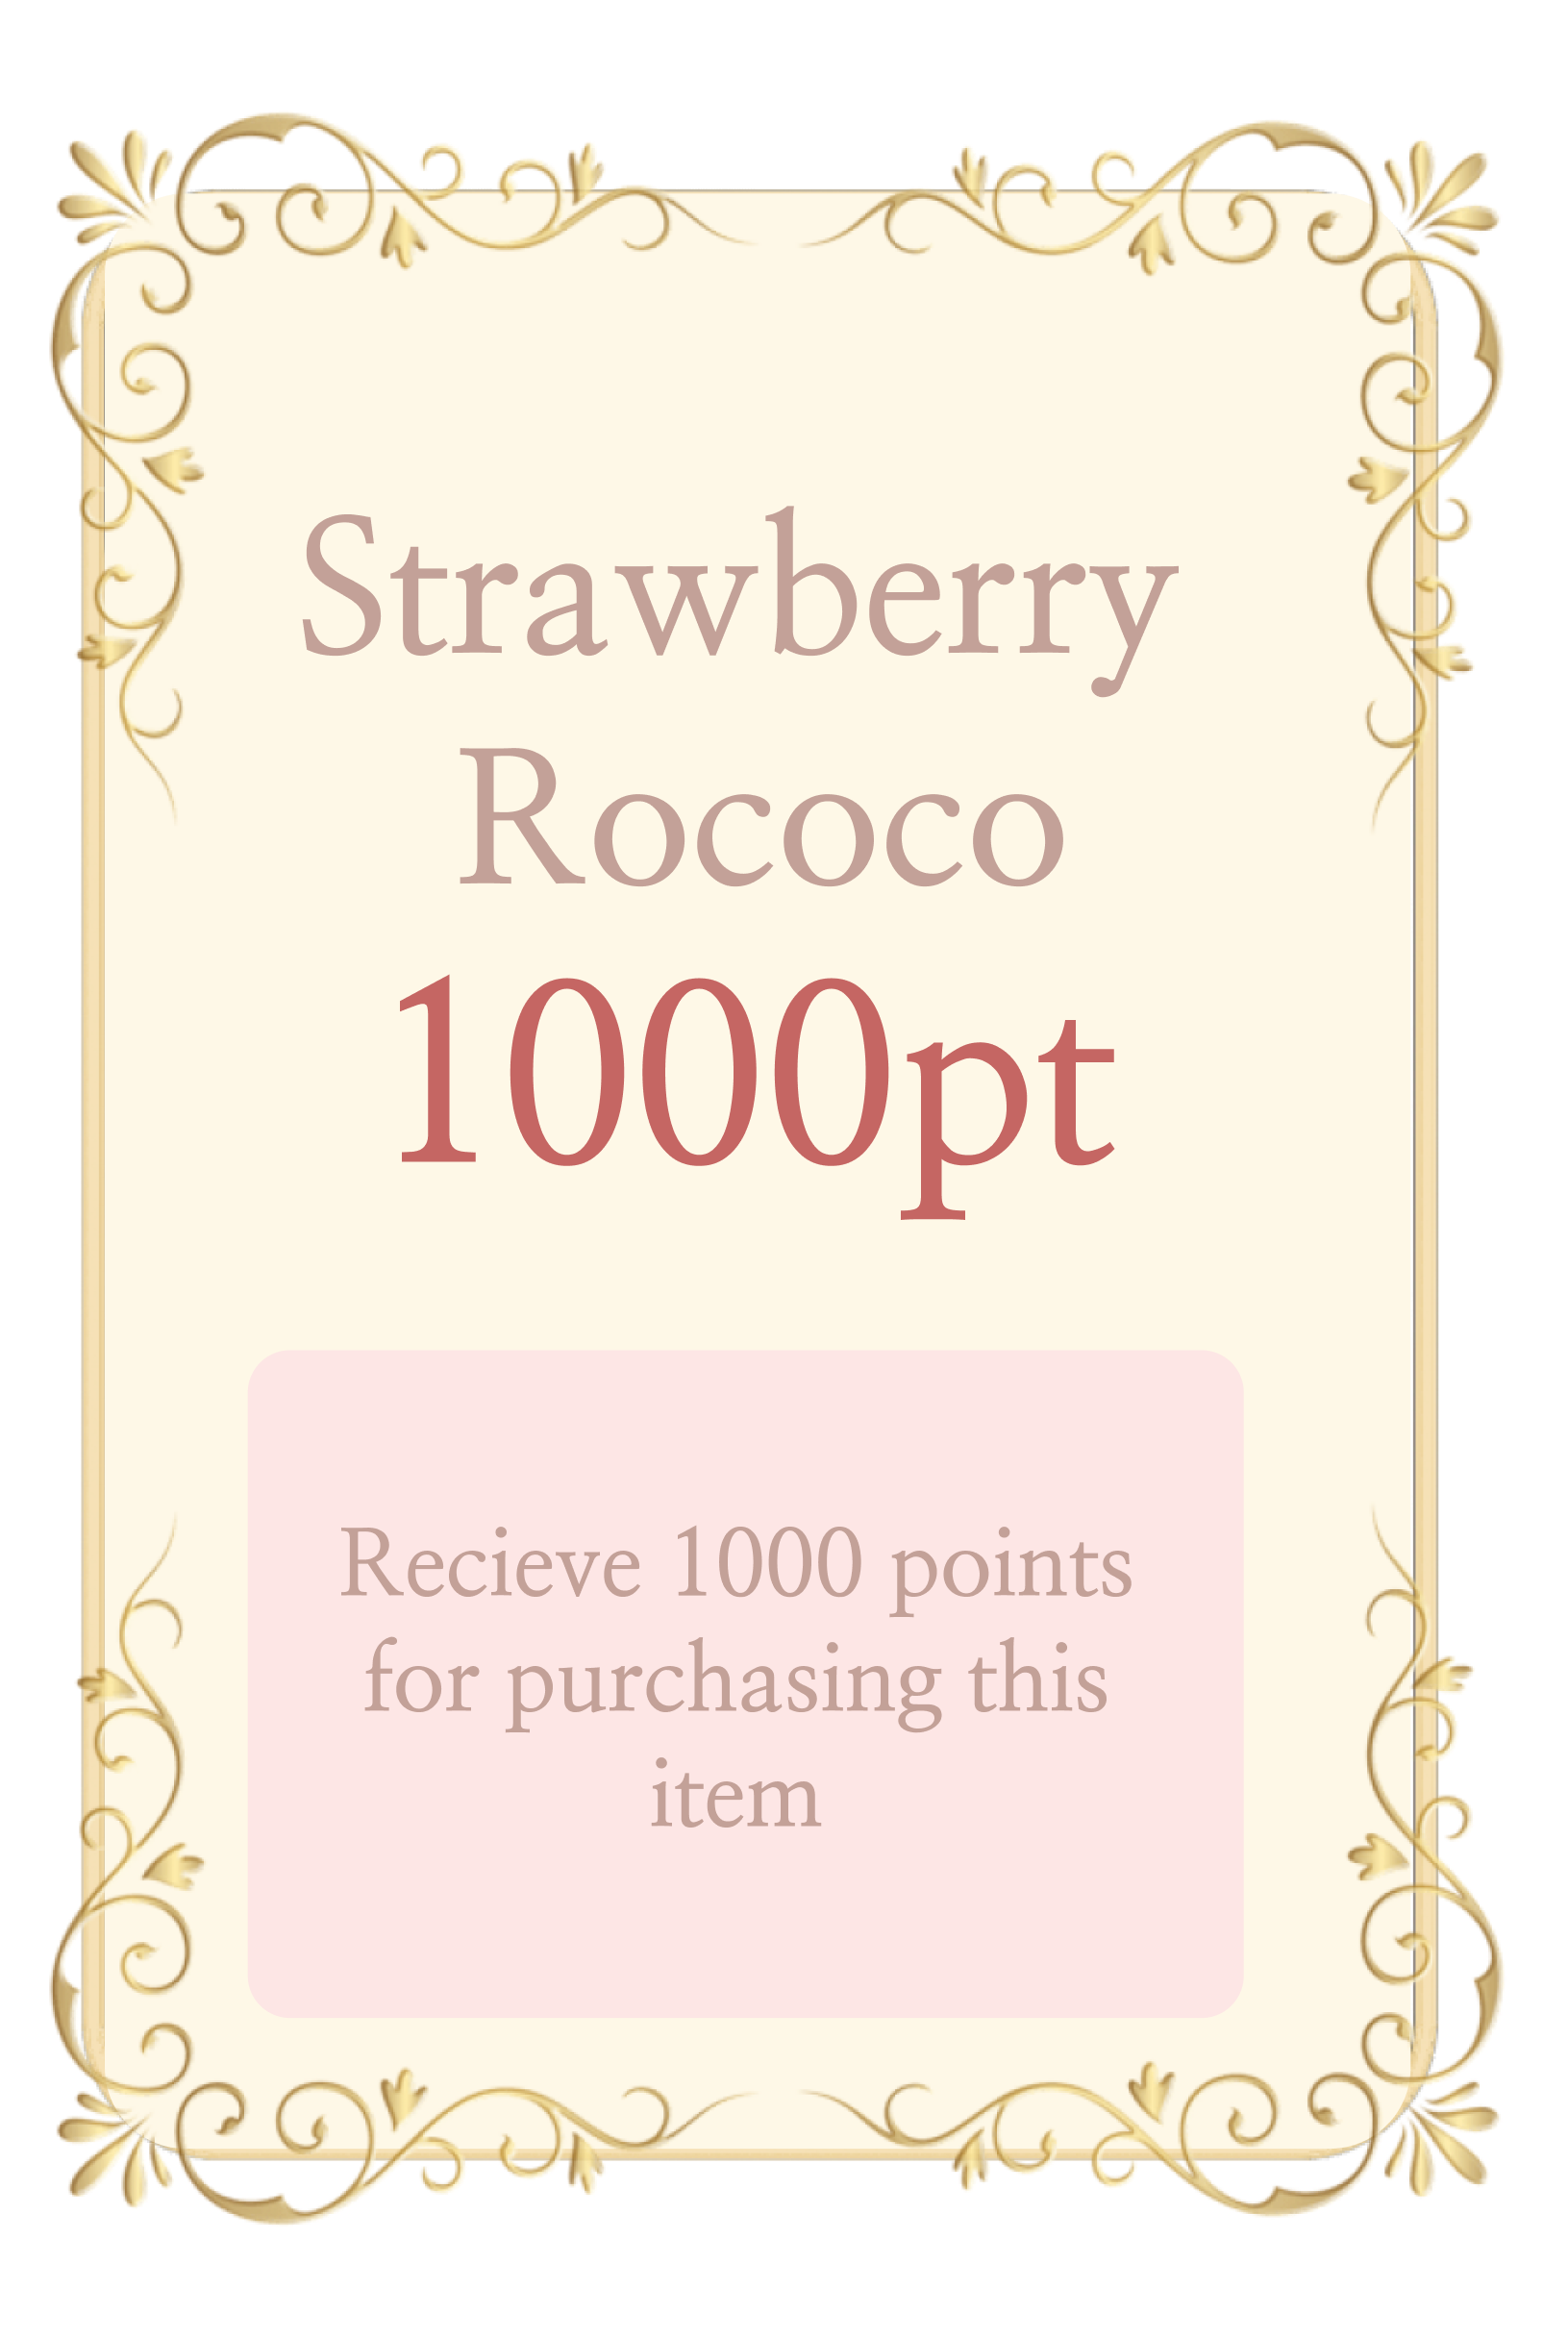 Strawberry
Rococo
1000pt
Recieve 1000 points
for purchasing this
item